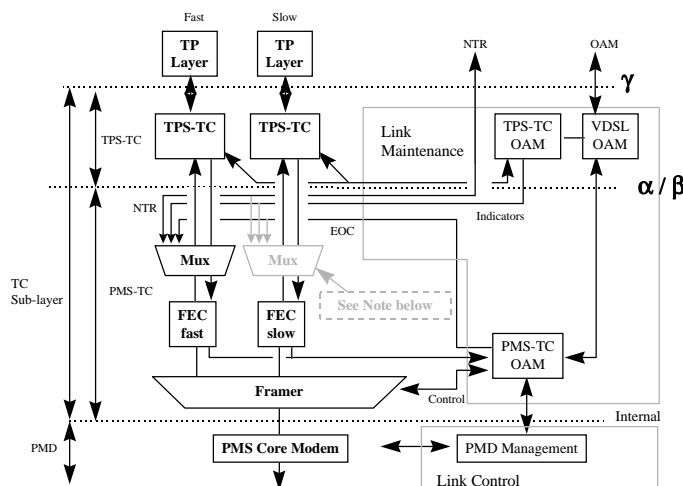 Fast
Slow
TP
Layer
TP
Layer
NTR
OAM
γ
TPS-TC
TPS-TC
TPS-TC
Link
Maintenance
TPS-TC
OAM
VDSL
OAM
α / β
NTR
Indicators
EOC
Mux
Mux
TC
Sub-layer
PMS-TC
See Note below
FEC
fast
FEC
slow
PMS-TC
OAM
Framer
Control
Internal
PMD
PMS Core Modem
PMD Management
Link Control